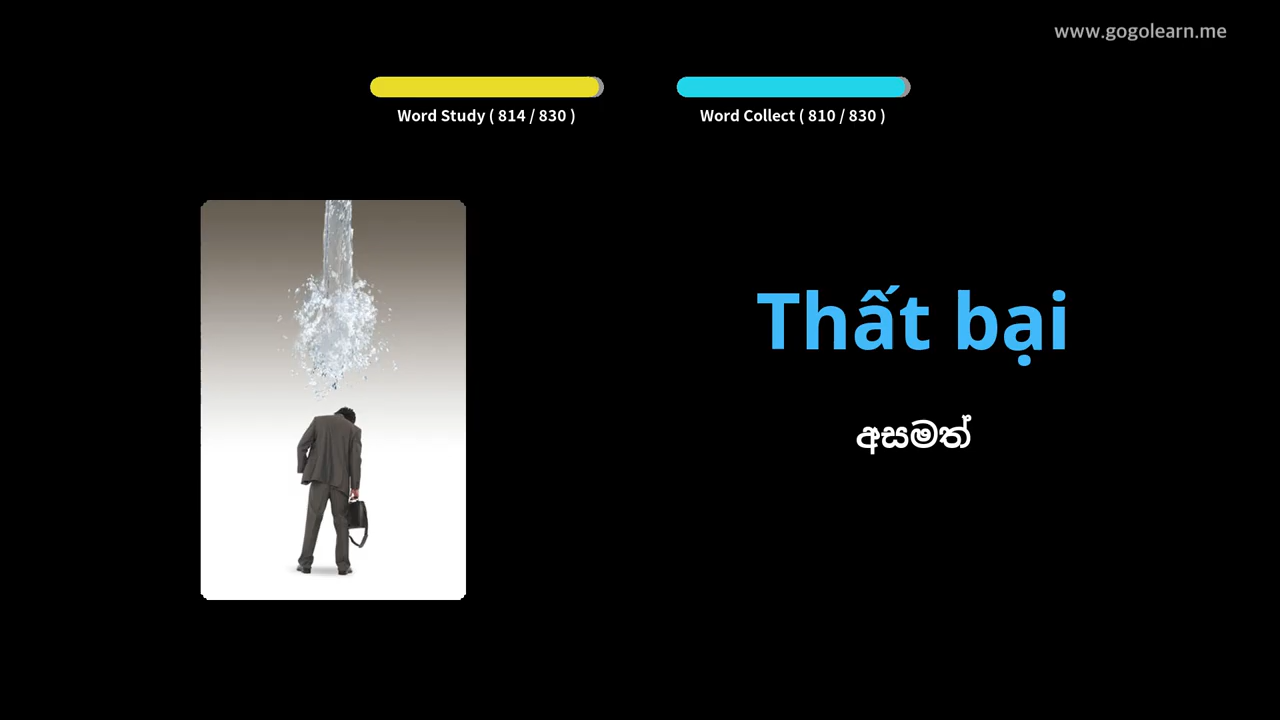 www.gogolearn.me
Word Study ( 814 / 830 )
Word Collect ( 810 / 830 )
Thất bại
අසමත්